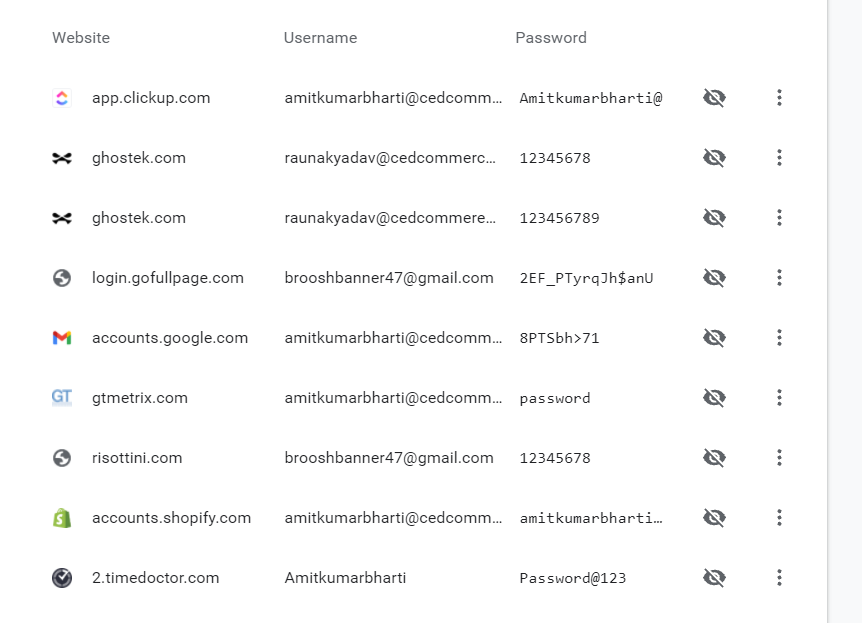 Website Username Password
app.clickup.com amitkumarbharti@cedcomm... Amitkumarbharti@
ghostek.com raunakyadav@cedcommerc... 12345678
ghostek.com raunakyadav@cedcommere... 123456789
login.gofullpage.com brooshbanner47@gmail.com 2EF_PTyrqJh$anU
accounts.google.com amitkumarbharti@cedcomm... 8PTSbh>71
GT gtmetrix.com amitkumarbharti@cedcomm... password
risottini.com brooshbanner47@gmail.com 12345678
accounts.shopify.com amitkumarbharti@cedcomm... amitkumarbharti…
2.timedoctor.com Amitkumarbharti Password@123